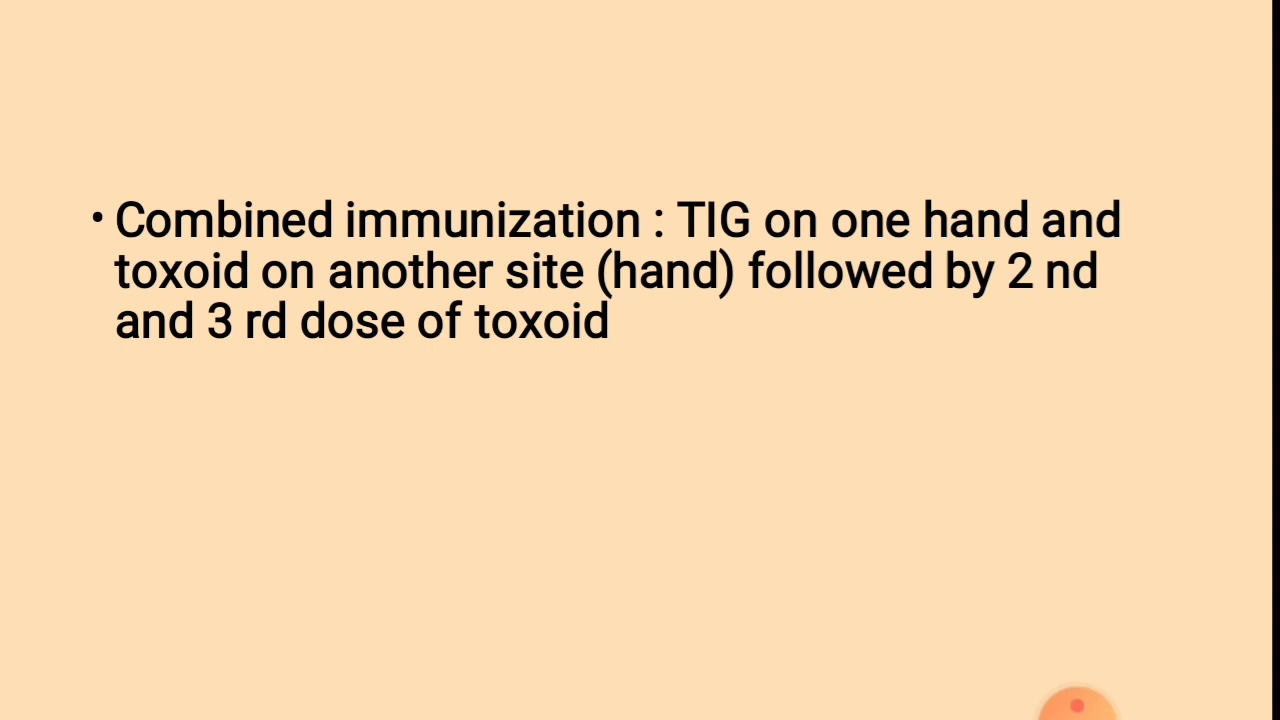 • Combined immunization : TIG on one hand and
toxoid on another site (hand) followed by 2 nd
and 3 rd dose of toxoid